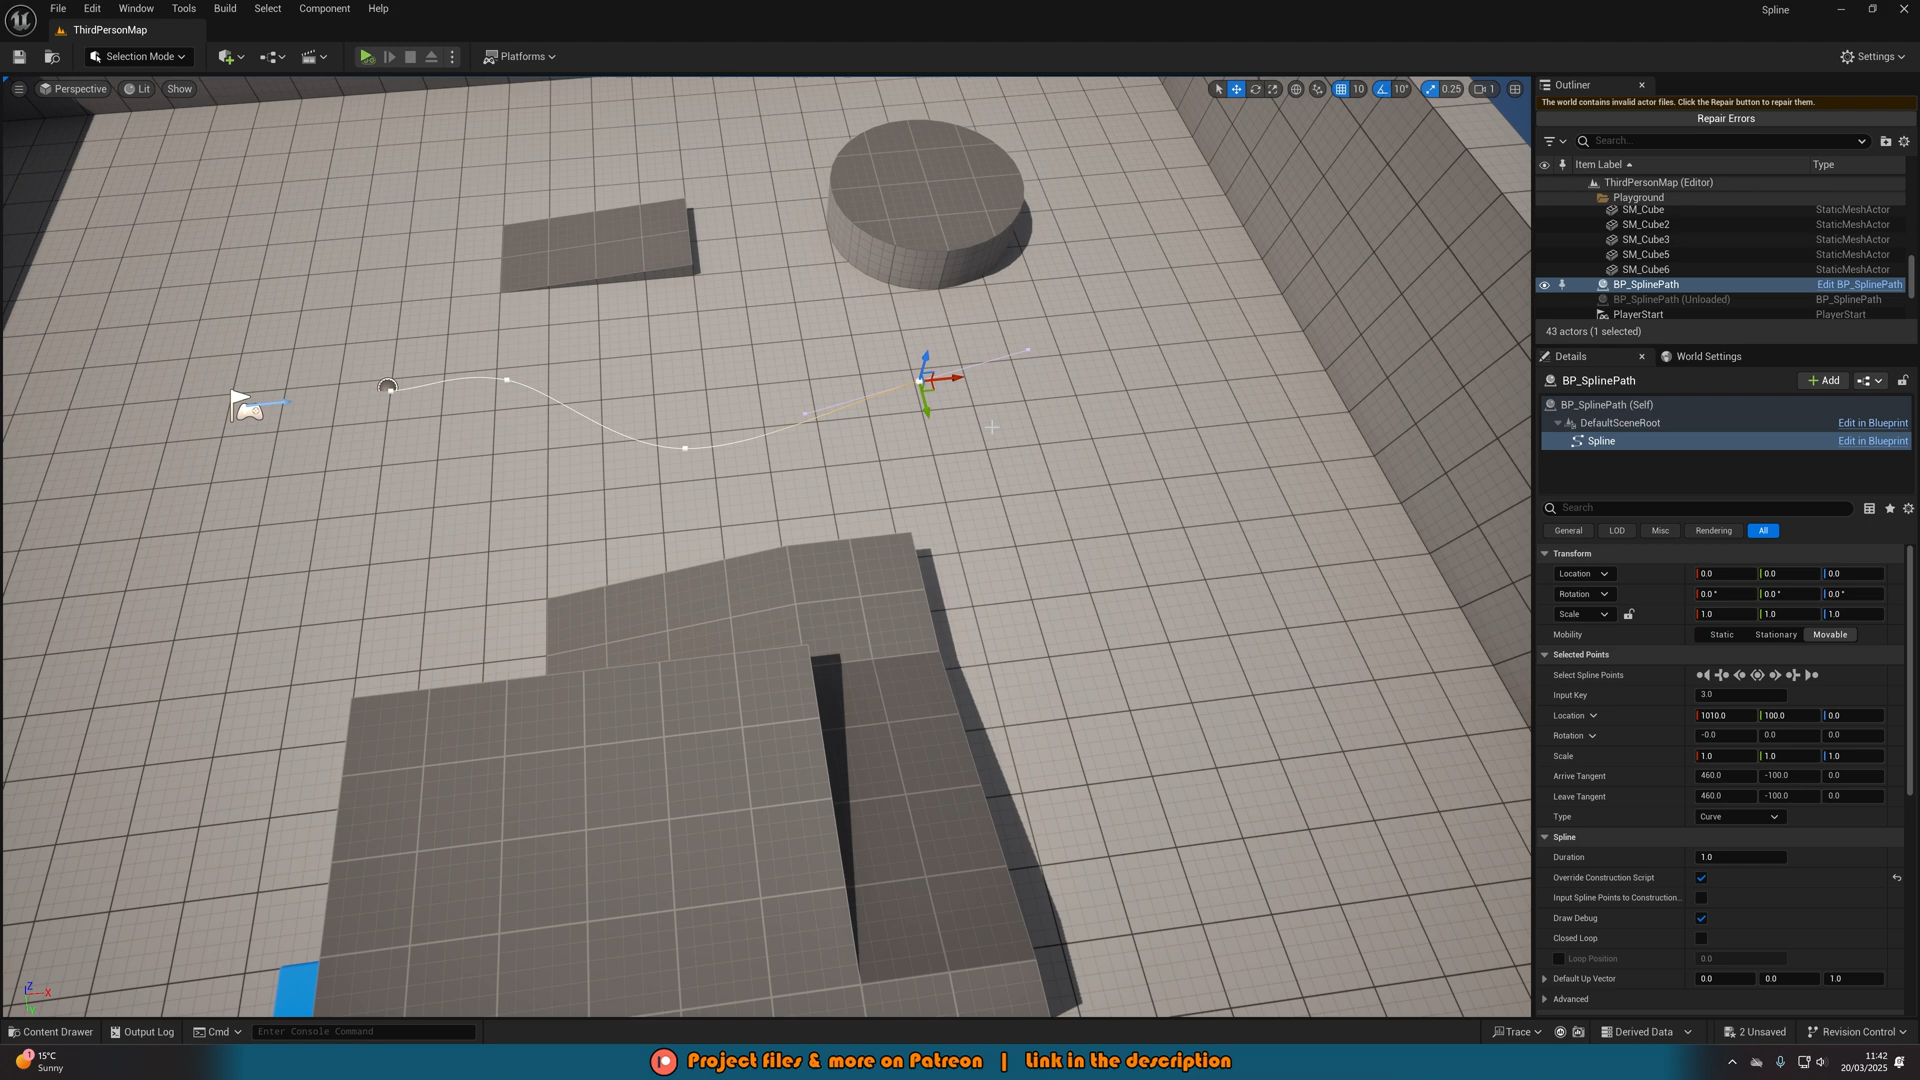 File Edit Window Tools Build Select Component Help
Spline
ThirdPersonMap
Selection Mode
Platforms
Settings
Perspective Lit Show
10 10° 0.25 1
Outliner
The world contains invalid actor files. Click the Repair button to repair them.
Repair Errors
Search...
Item Label Type
ThirdPersonMap (Editor)
Playground
SM_Cube StaticMeshActor
SM_Cube2 StaticMeshActor
SM_Cube3 StaticMeshActor
SM_Cube5 StaticMeshActor
SM_Cube6 StaticMeshActor
BP_SplinePath Edit BP_SplinePath
BP_SplinePath (Unloaded) BP_SplinePath
PlayerStart PlayerStart
43 actors (1 selected)
Details World Settings
BP_SplinePath Add
BP_SplinePath (Self)
DefaultSceneRoot Edit in Blueprint
Spline Edit in Blueprint
Search
General LOD Misc Rendering All
Transform
Location 0.0 0.0 0.0
Rotation 0.0 ° 0.0 ° 0.0 °
Scale 1.0 1.0 1.0
Mobility Static Stationary Movable
Selected Points
Select Spline Points
Input Key 3.0
Location 1010.0 100.0 0.0
Rotation -0.0 0.0 0.0
Scale 1.0 1.0 1.0
Arrive Tangent 460.0 -100.0 0.0
Leave Tangent 460.0 -100.0 0.0
Type Curve
Spline
Duration 1.0
Override Construction Script
Input Spline Points to Construction...
Draw Debug
Closed Loop
Loop Position 0.0
Default Up Vector 0.0 0.0 1.0
Advanced
Z
X
Y
Content Drawer Output Log Cmd Enter Console Command
Trace Derived Data 2 Unsaved Revision Control
1
15°C
Sunny
Project files & more on Patreon | Link in the description
11:42
20/03/2025